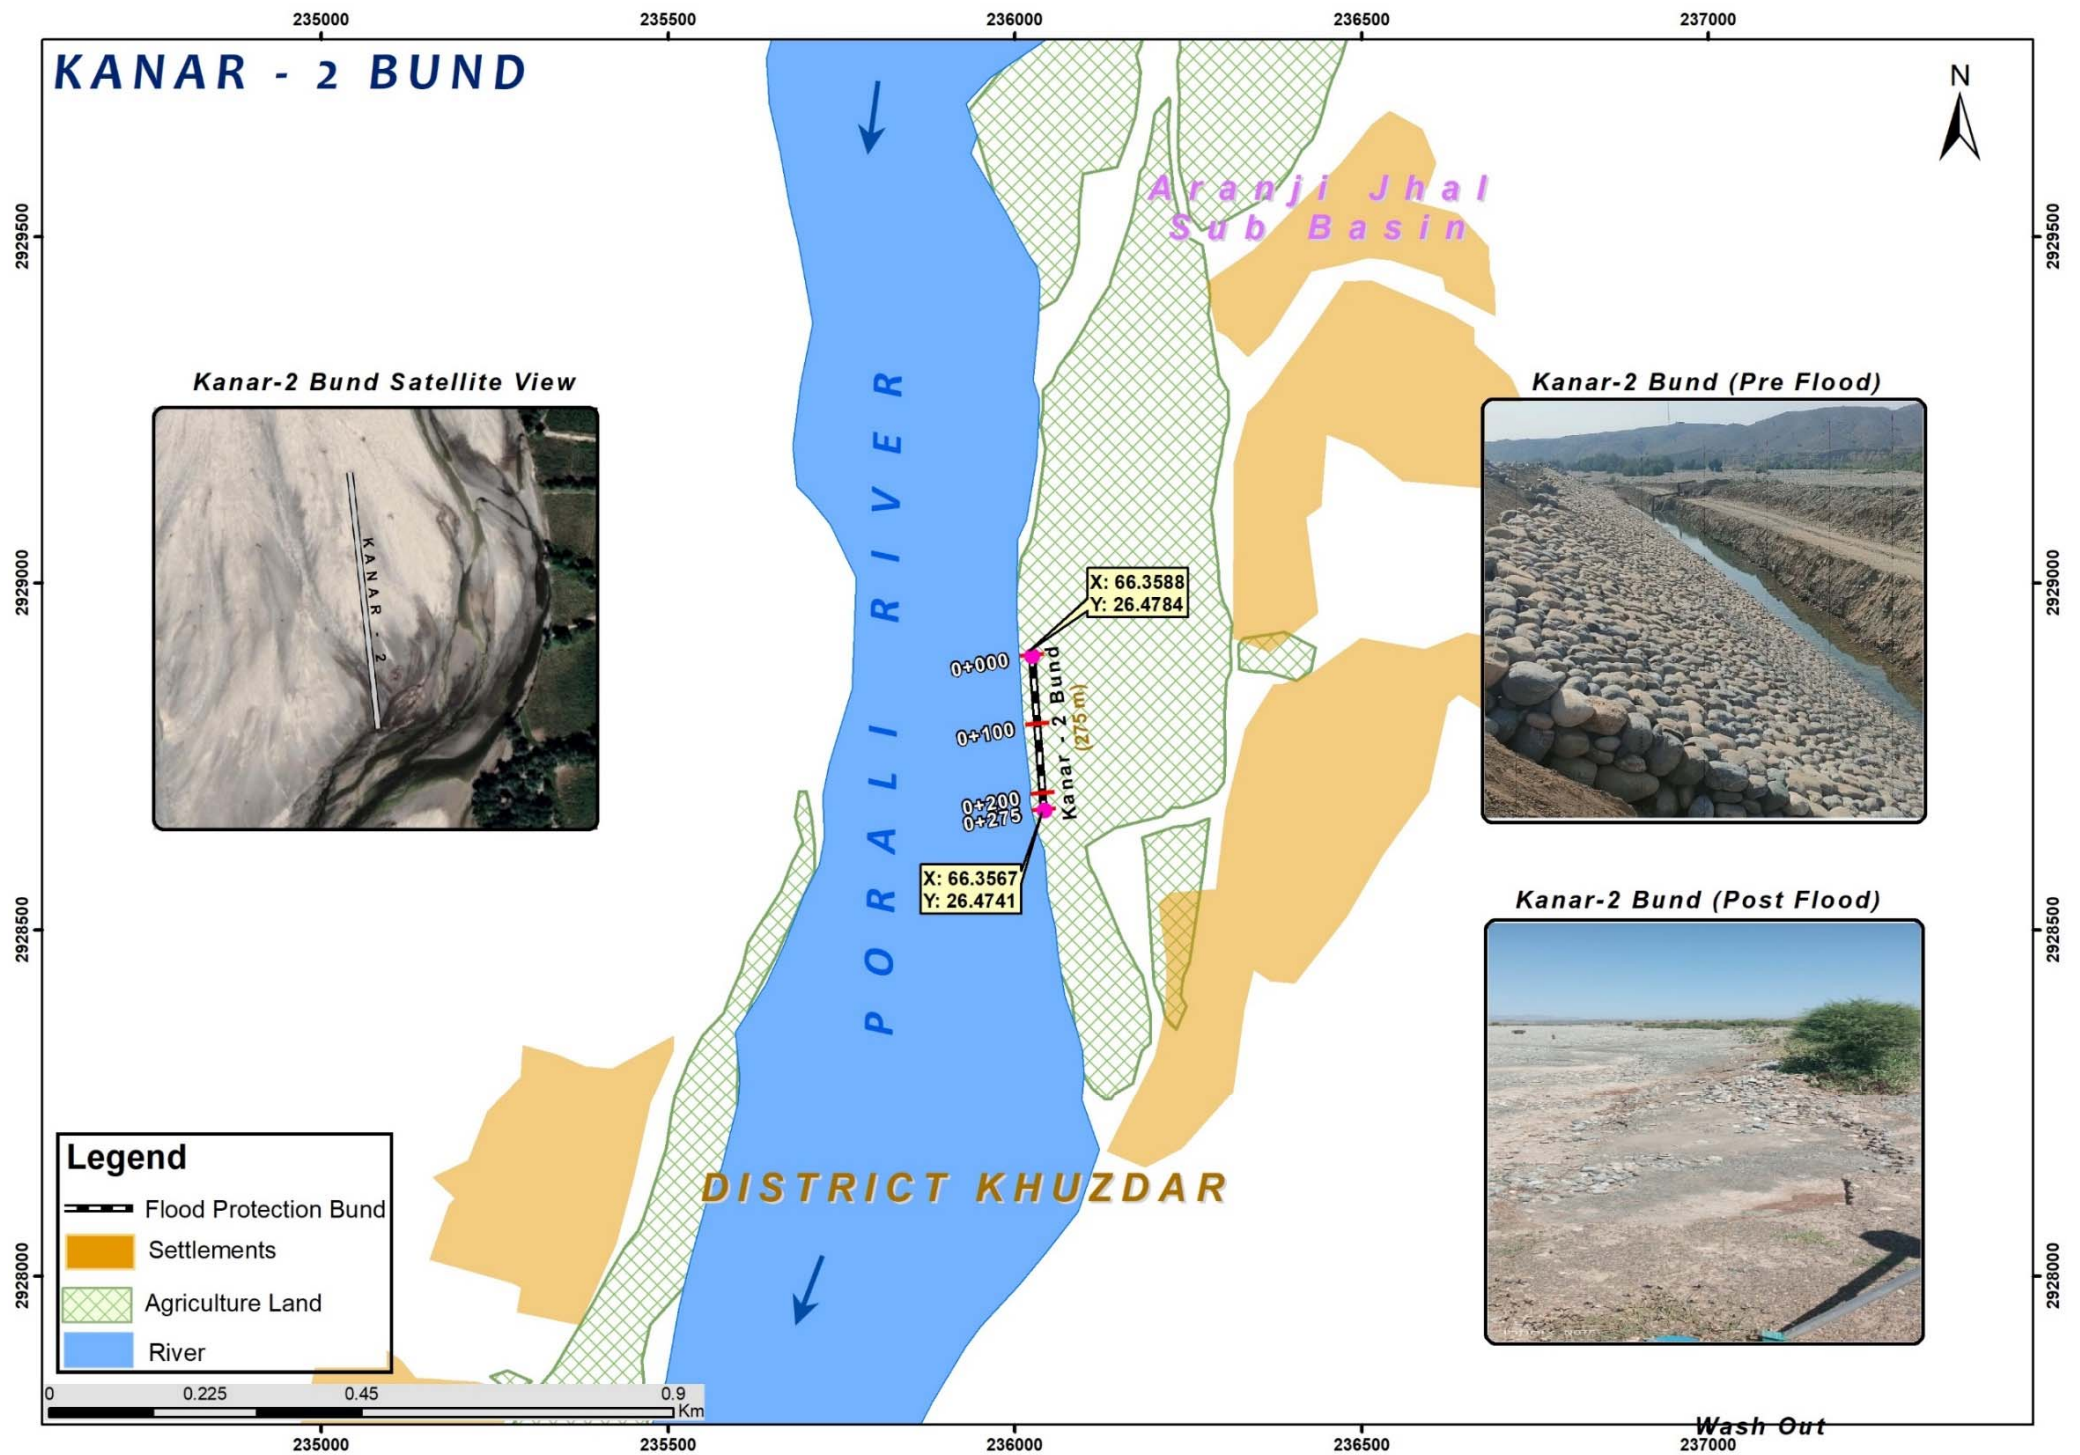 235000 235500 236000 236500 237000
KANAR - 2 BUND
N
Aranji Jhal
Sub Basin
2929500 2929500
Kanar-2 Bund Satellite View
Kanar-2 Bund (Pre Flood)
KANAR - 2
PORALI RIVER
2929000 2929000
X: 66.3588
Y: 26.4784
0+000
0+100
0+200
0+275
Kanar - 2 Bund
(275 m)
X: 66.3567
Y: 26.4741
Kanar-2 Bund (Post Flood)
2928500 2928500
DISTRICT KHUZDAR
Legend
Flood Protection Bund
Settlements
Agriculture Land
River
2928000 2928000
0 0.225 0.45 0.9
Km
Wash Out
235000 235500 236000 236500 237000